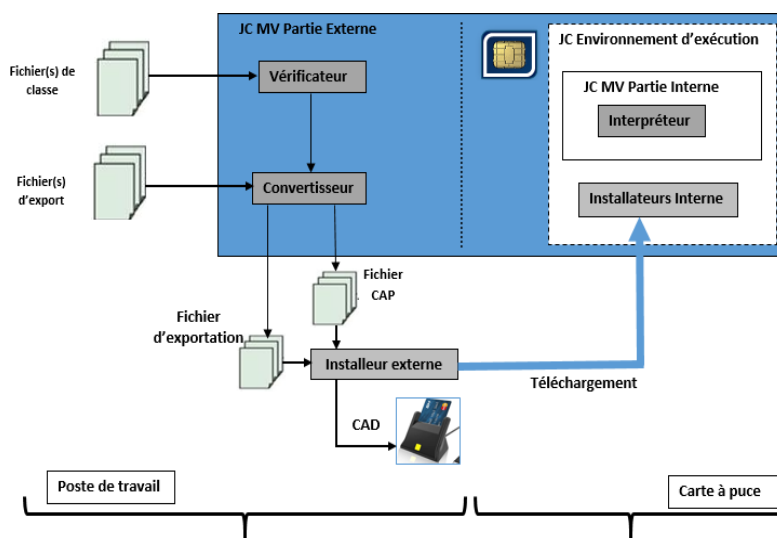 JC MV Partie Externe
JC Environnement d'exécution
Fichier(s) de
classe
Vérificateur
JC MV Partie Interne
Interpréteur
Fichier(s)
d'export
Convertisseur
Installateurs Interne
Fichier
CAP
Fichier
d'exportation
Installeur externe
Téléchargement
CAD
Poste de travail
Carte à puce